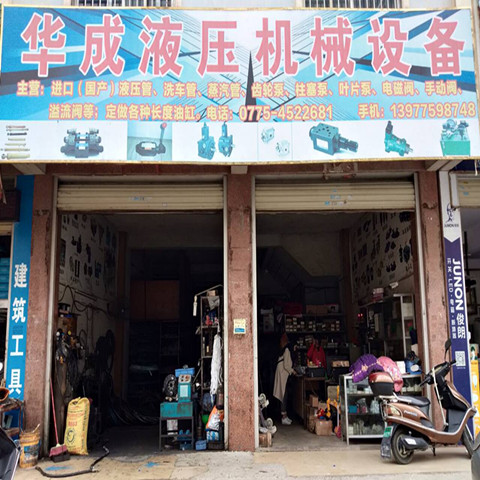 华成液压机械设备
主营：进口（国产）液压管、洗车管、蒸汽管、齿轮泵、柱塞泵、叶片泵、电磁阀、手动阀、
溢流阀等；定做各种长度油缸，电话：0775-4522681 手机：13977598748
建筑工具
JUNON 俊朗